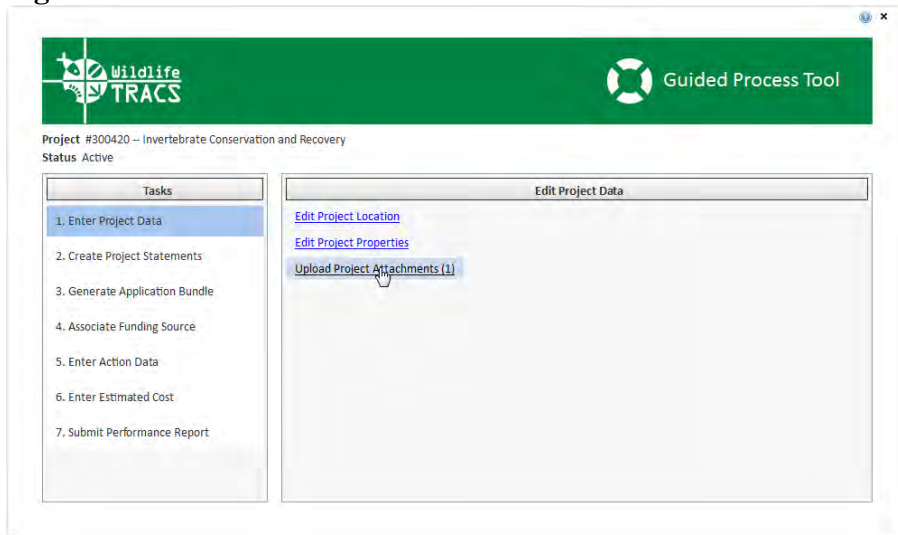 Wildlife
TRACS
Guided Process Tool
Project #300420 -- Invertebrate Conservation and Recovery
Status Active
Tasks
1. Enter Project Data
2. Create Project Statements
3. Generate Application Bundle
4. Associate Funding Source
5. Enter Action Data
6. Enter Estimated Cost
7. Submit Performance Report
Edit Project Data
Edit Project Location
Edit Project Properties
Upload Project Attachments (1)